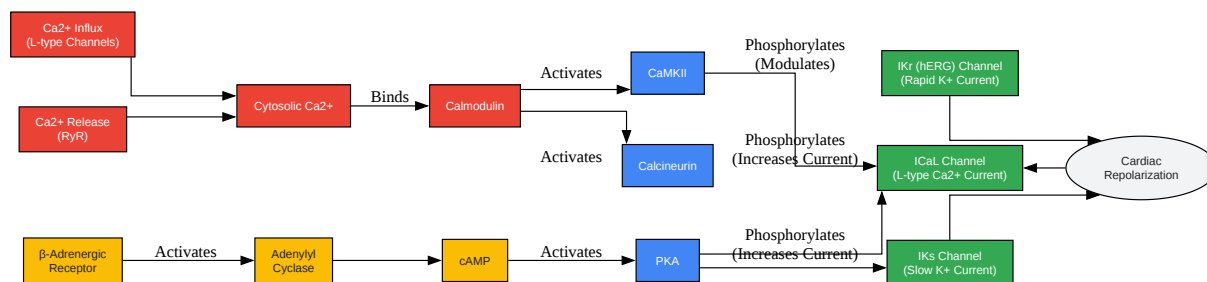 Ca2+ Influx
(L-type Channels)
Ca2+ Release
(RyR)
Cytosolic Ca2+
Binds
Calmodulin
Activates
Activates
CaMKII
Calcineurin
Phosphorylates
(Modulates)
Phosphorylates
(Increases Current)
IKr (hERG) Channel
(Rapid K+ Current)
ICaL Channel
(L-type Ca2+ Current)
Cardiac
Repolarization
β-Adrenergic
Receptor
Activates
Adenylyl
Cyclase
cAMP
Activates
PKA
Phosphorylates
(Increases Current)
IKs Channel
(Slow K+ Current)